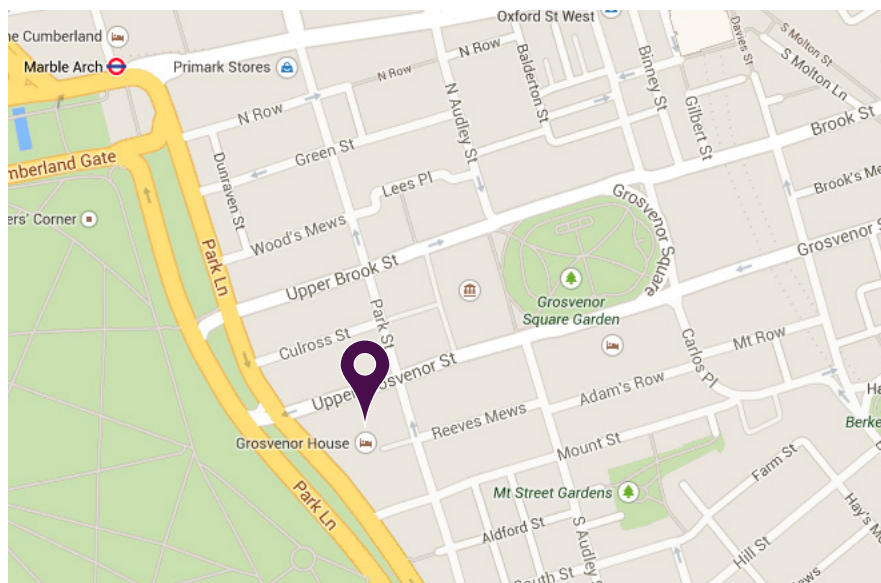 Oxford St West
he Cumberland
Marble Arch
Primark Stores
N Row
N Row
N Audley St
Balderton St
Binney St
Davies St
S Molton St
S Molton Ln
Gilbert St
Brook St
N Row
Green St
umberland Gate
Dunraven St
Lees Pl
Brook's Me
ers' Corner
Wood's Mews
Grosvenor Square
Grosvenor S
Park Ln
Upper Brook St
Grosvenor
Square Garden
Park St
Culross St
Carlos Pl
Mt Row
Upper Grosvenor St
Adam's Row
Ha
Reeves Mews
Berke
Grosvenor House
Mount St
Park Ln
Mt Street Gardens
Farm St
Hay's M
Aldford St
S Audley
Hill St
South St
ews